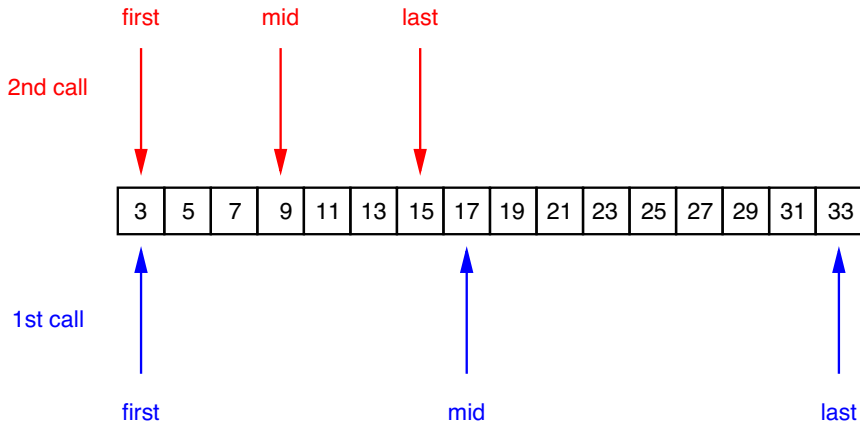 first mid last
2nd call
3 5 7 9 11 13 15 17 19 21 23 25 27 29 31 33
1st call
first mid last